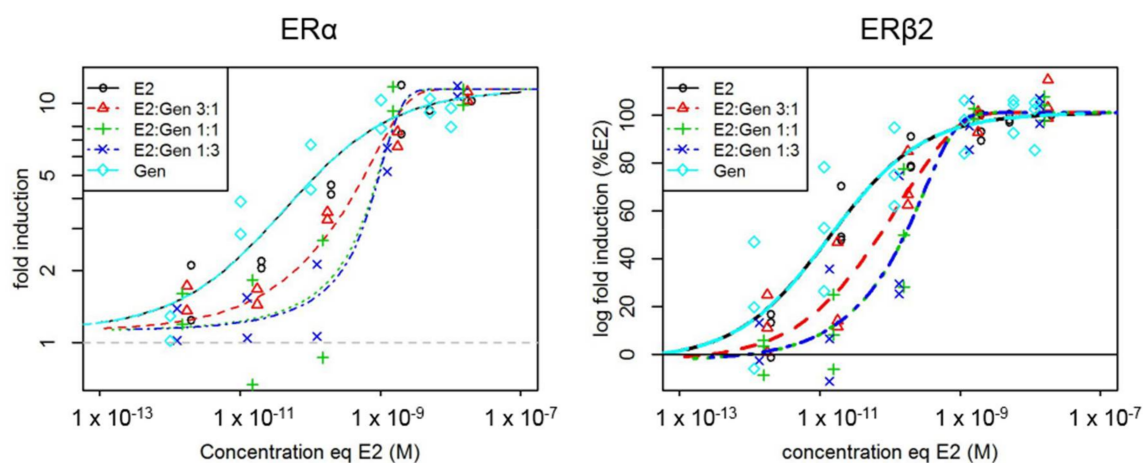 ERα
E2
E2:Gen 3:1
E2:Gen 1:1
E2:Gen 1:3
Gen
fold induction
10
5
2
1
1 x 10-13
1 x 10-11
1 x 10-9
1 x 10-7
Concentration eq E2 (M)
ERβ2
E2
E2:Gen 3:1
E2:Gen 1:1
E2:Gen 1:3
Gen
log fold induction (%E2)
100
80
60
40
20
0
1 x 10-13
1 x 10-11
1 x 10-9
1 x 10-7
concentration eq E2 (M)